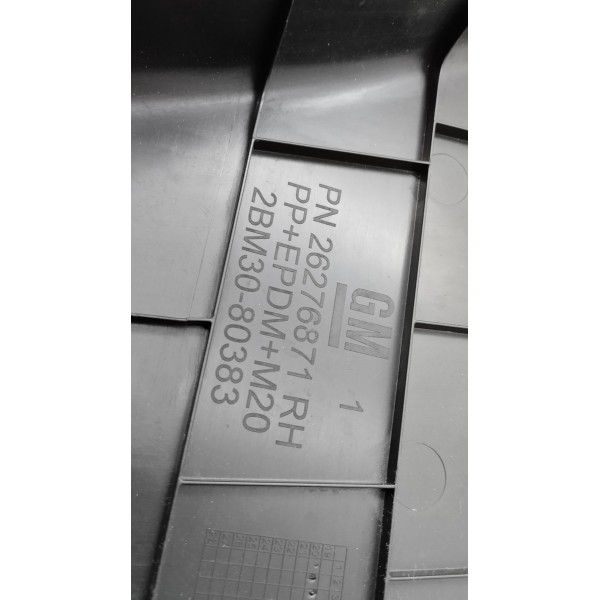 GM 1
PN 26276871 RH
PP+EPDM+M20
2BM30-80383